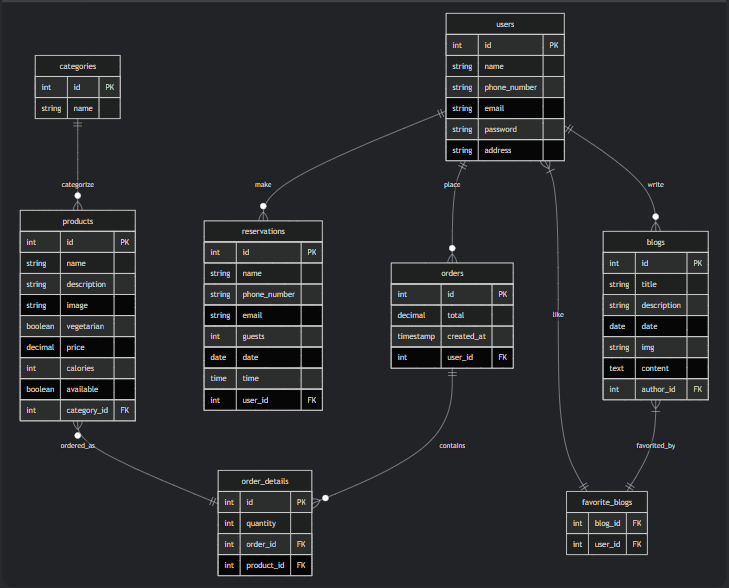 users
int id PK
string name
string phone_number
string email
string password
string address
categories
int id PK
string name
categorize
make
place
write
products
int id PK
string name
string description
string image
boolean vegetarian
decimal price
int calories
boolean available
int category_id FK
reservations
int id PK
string name
string phone_number
string email
int guests
date date
time time
int user_id FK
orders
int id PK
decimal total
timestamp created_at
int user_id FK
blogs
int id PK
string title
string description
date date
string img
text content
int author_id FK
like
ordered_as
contains
favorited_by
order_details
int id PK
int quantity
int order_id FK
int product_id FK
favorite_blogs
int blog_id FK
int user_id FK